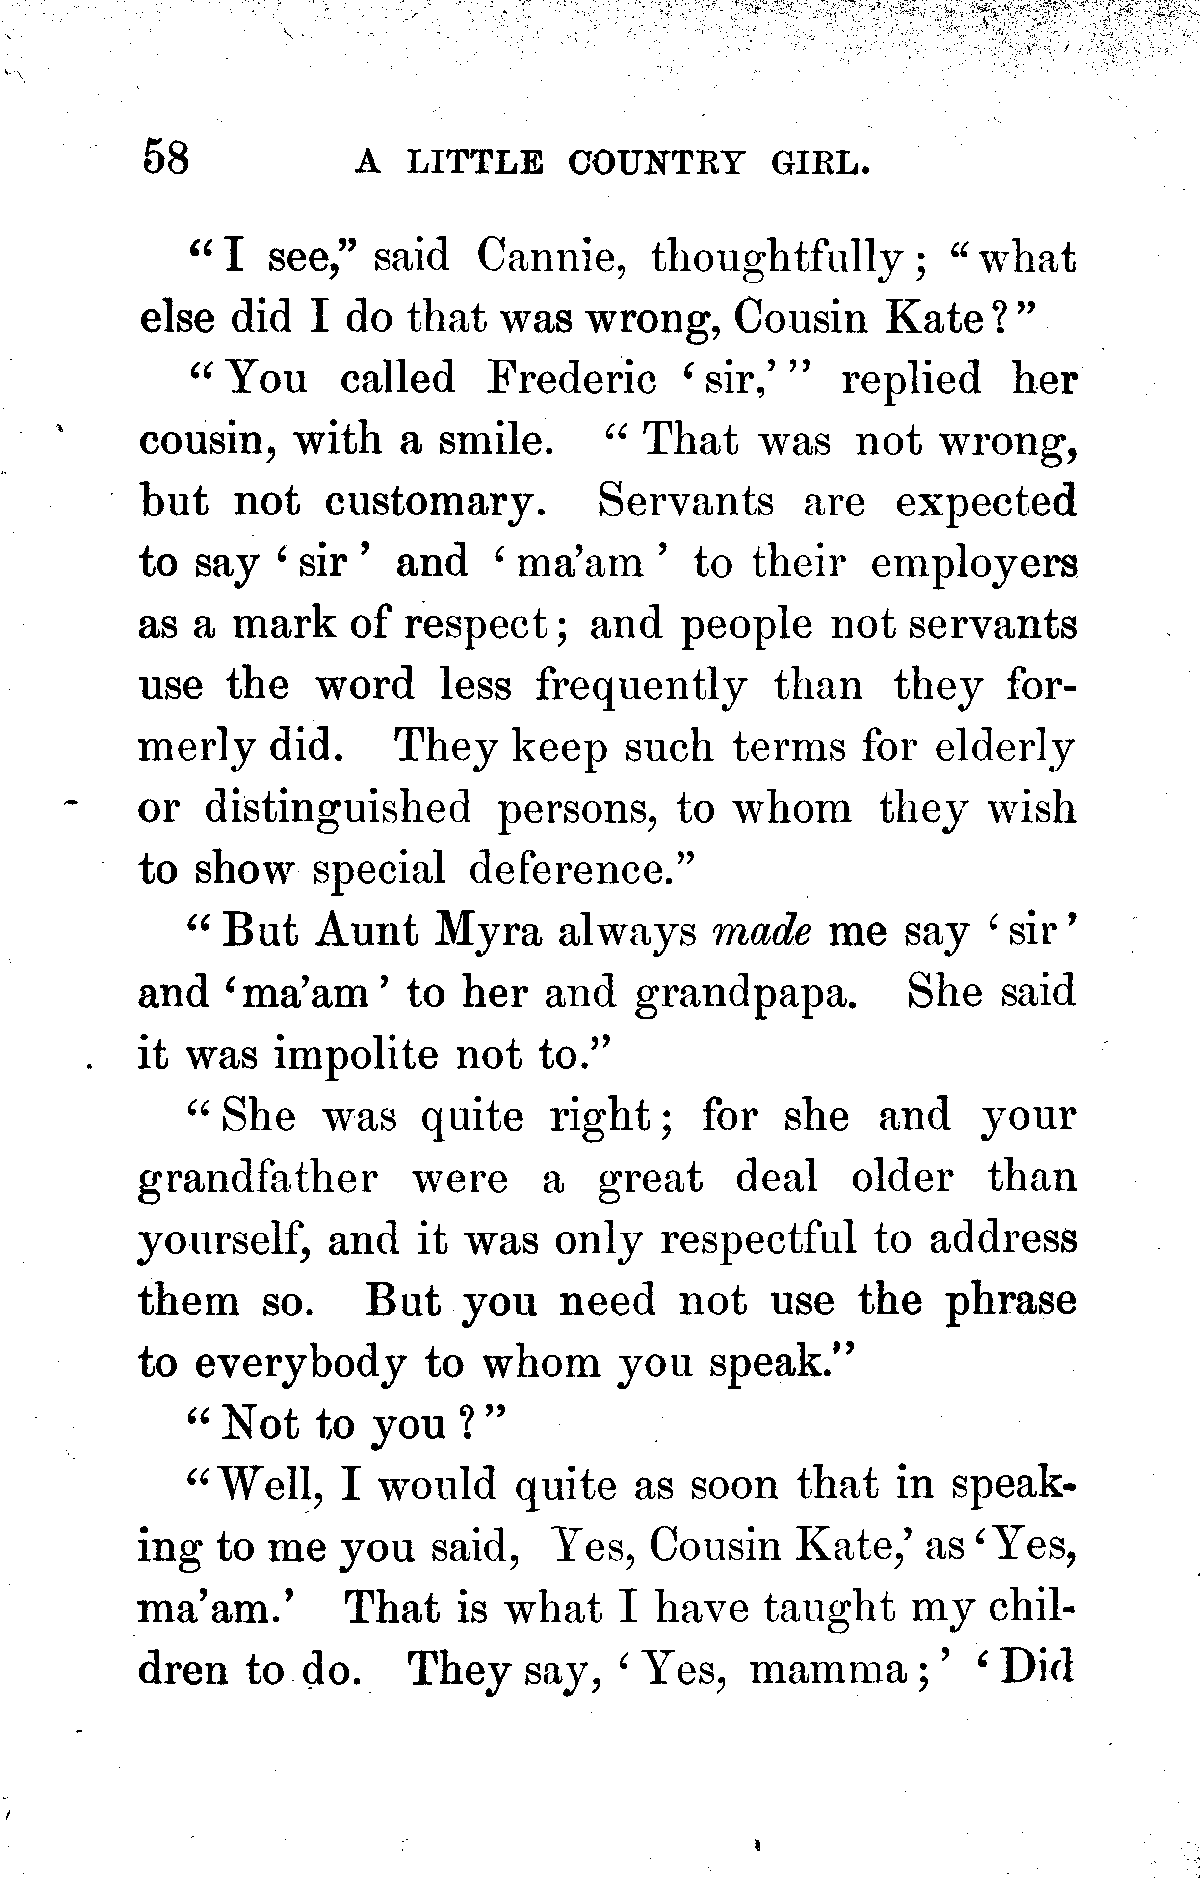 58 A LITTLE COUNTRY GIRL.
“I see,” said Cannie, thoughtfully; “what
else did I do that was wrong, Cousin Kate?”
“You called Frederic ‘sir,’” replied her
cousin, with a smile. “That was not wrong,
but not customary. Servants are expected
to say ‘sir’ and ‘ma’am’ to their employers
as a mark of respect; and people not servants
use the word less frequently than they for-
merly did. They keep such terms for elderly
or distinguished persons, to whom they wish
to show special deference.”
“But Aunt Myra always made me say ‘sir’
and ‘ma’am’ to her and grandpapa. She said
it was impolite not to.”
“She was quite right; for she and your
grandfather were a great deal older than
yourself, and it was only respectful to address
them so. But you need not use the phrase
to everybody to whom you speak.”
“Not to you?”
“Well, I would quite as soon that in speak-
ing to me you said, Yes, Cousin Kate,’ as ‘Yes,
ma’am.’ That is what I have taught my chil-
dren to do. They say, ‘Yes, mamma;’ ‘Did